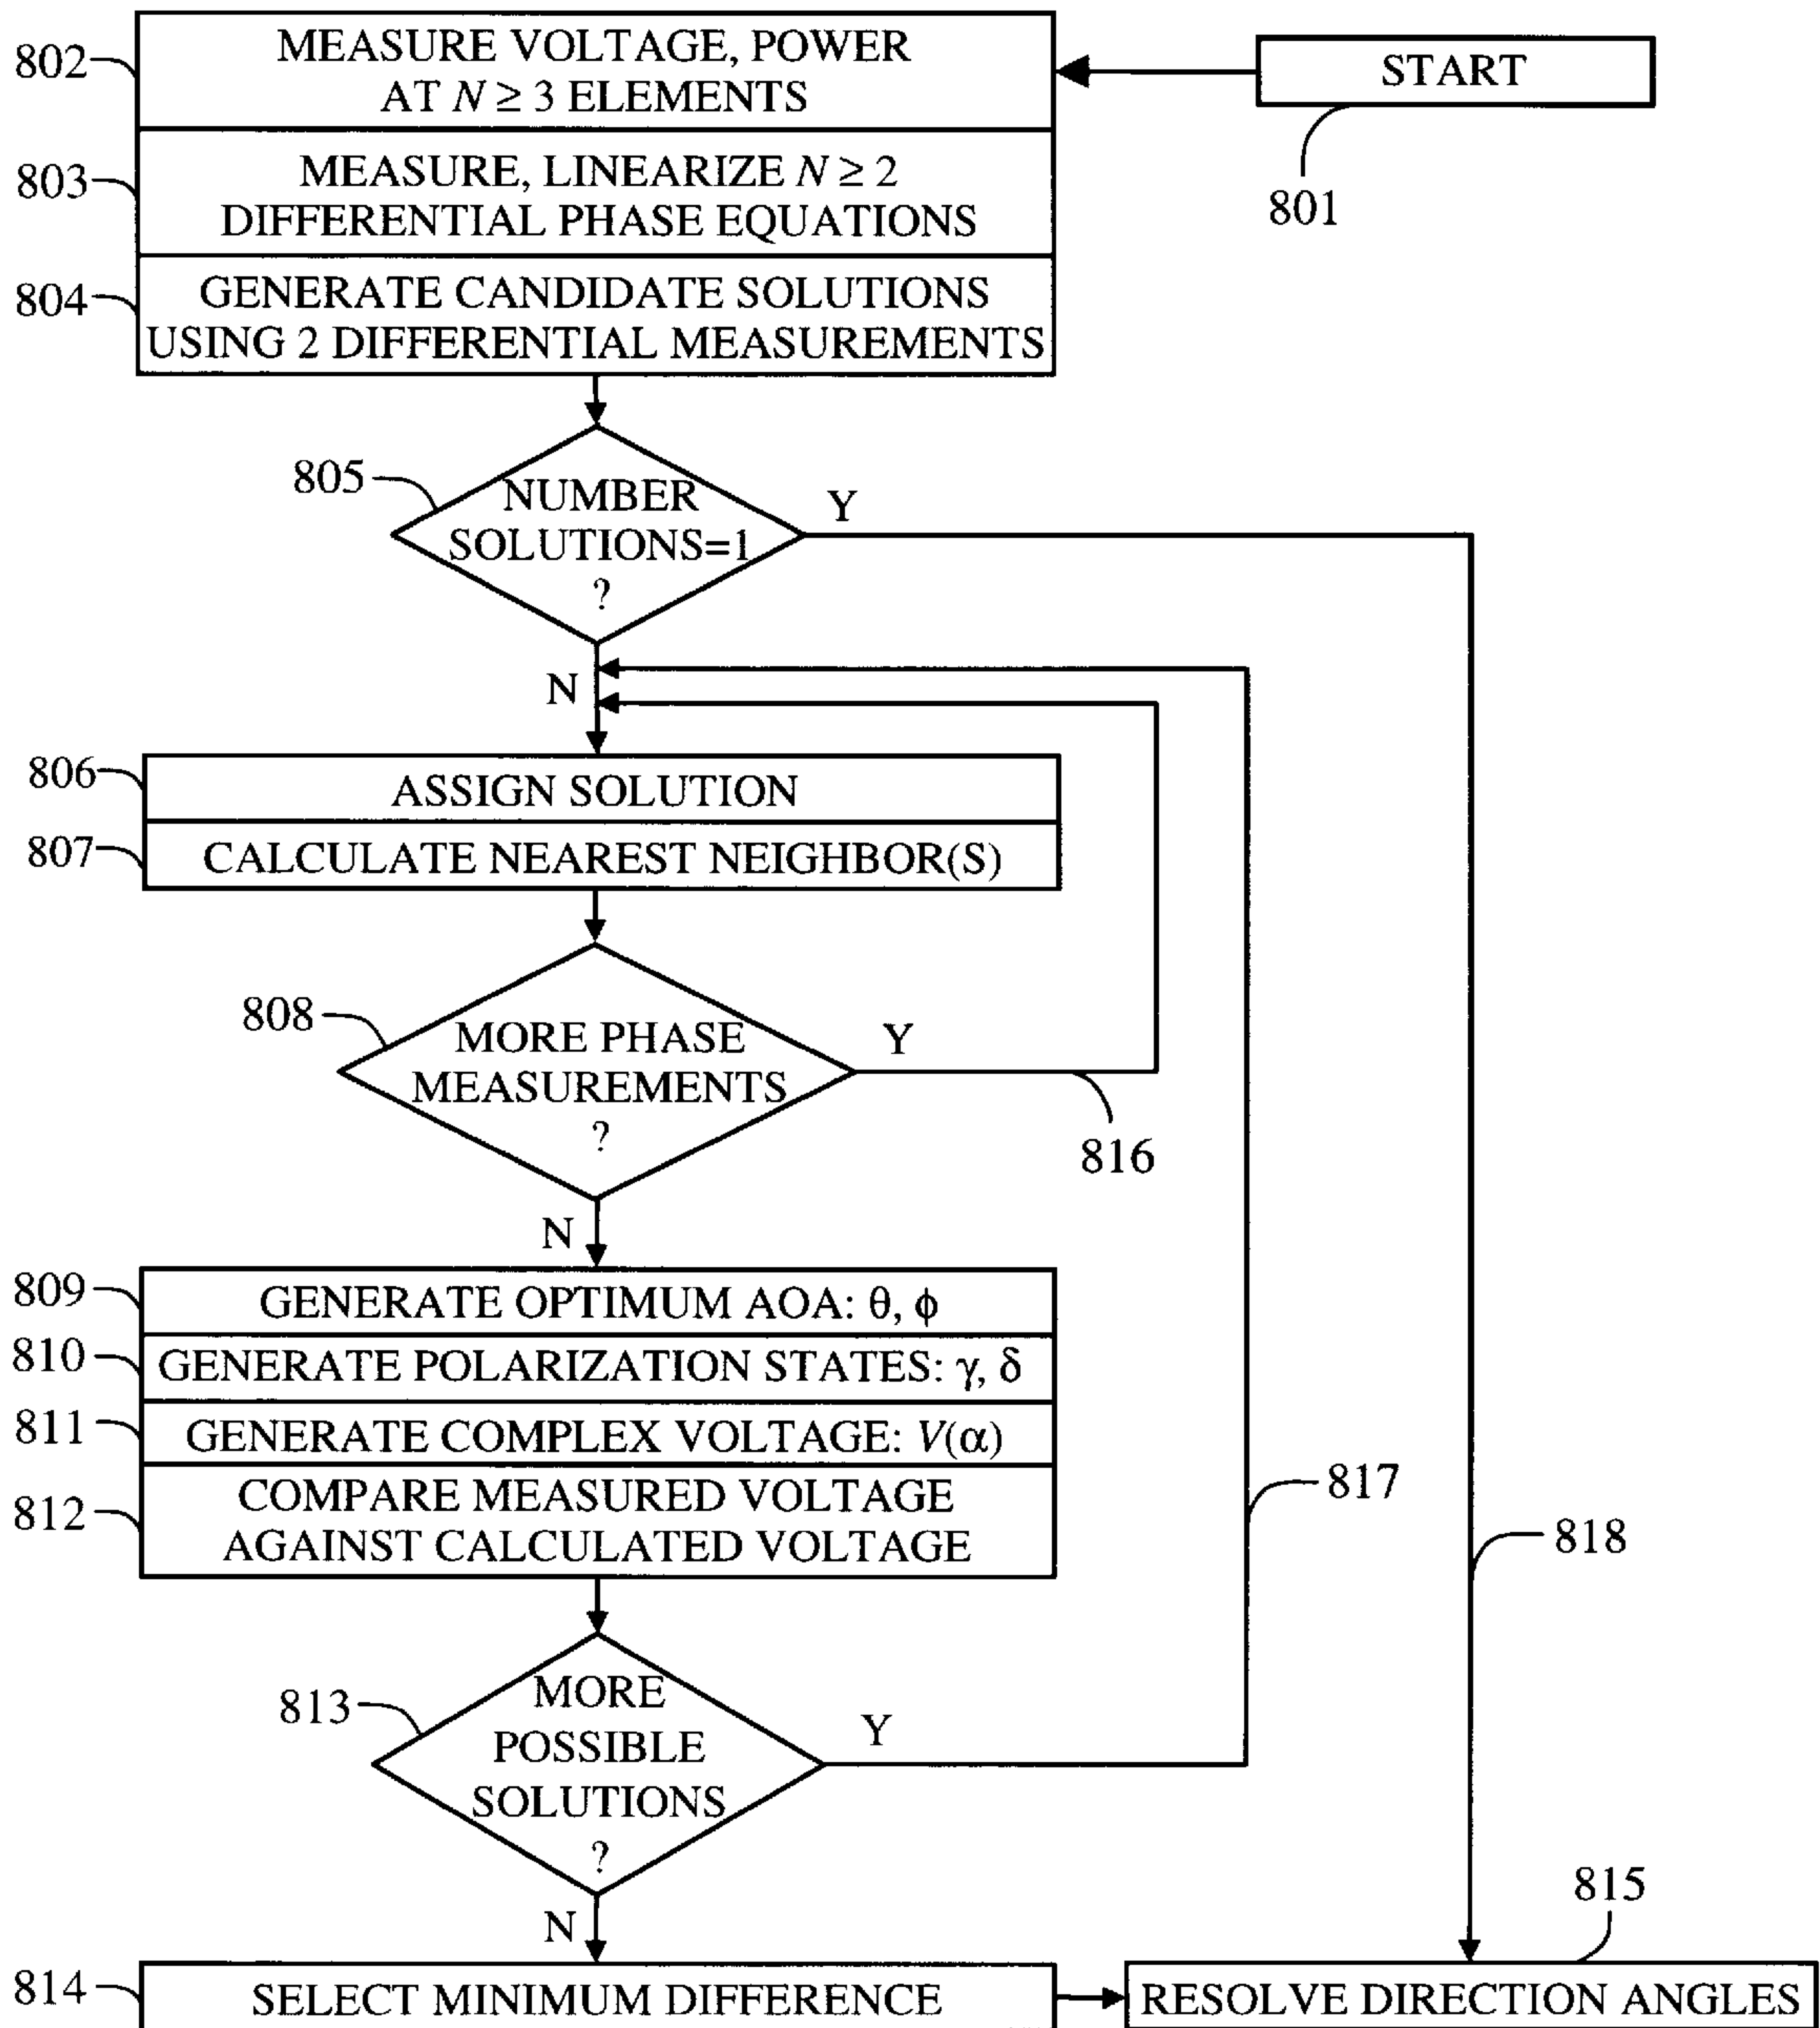 802
MEASURE VOLTAGE, POWER
AT N ≥ 3 ELEMENTS
START
801
803
MEASURE, LINEARIZE N ≥ 2
DIFFERENTIAL PHASE EQUATIONS
804
GENERATE CANDIDATE SOLUTIONS
USING 2 DIFFERENTIAL MEASUREMENTS
805
NUMBER
SOLUTIONS=1
?
Y
N
806
ASSIGN SOLUTION
807
CALCULATE NEAREST NEIGHBOR(S)
808
MORE PHASE
MEASUREMENTS
?
Y
816
N
809
GENERATE OPTIMUM AOA: θ, ϕ
810
GENERATE POLARIZATION STATES: γ, δ
811
GENERATE COMPLEX VOLTAGE: V(α)
812
COMPARE MEASURED VOLTAGE
AGAINST CALCULATED VOLTAGE
817
818
813
MORE
POSSIBLE
SOLUTIONS
?
Y
N
815
814
SELECT MINIMUM DIFFERENCE
RESOLVE DIRECTION ANGLES